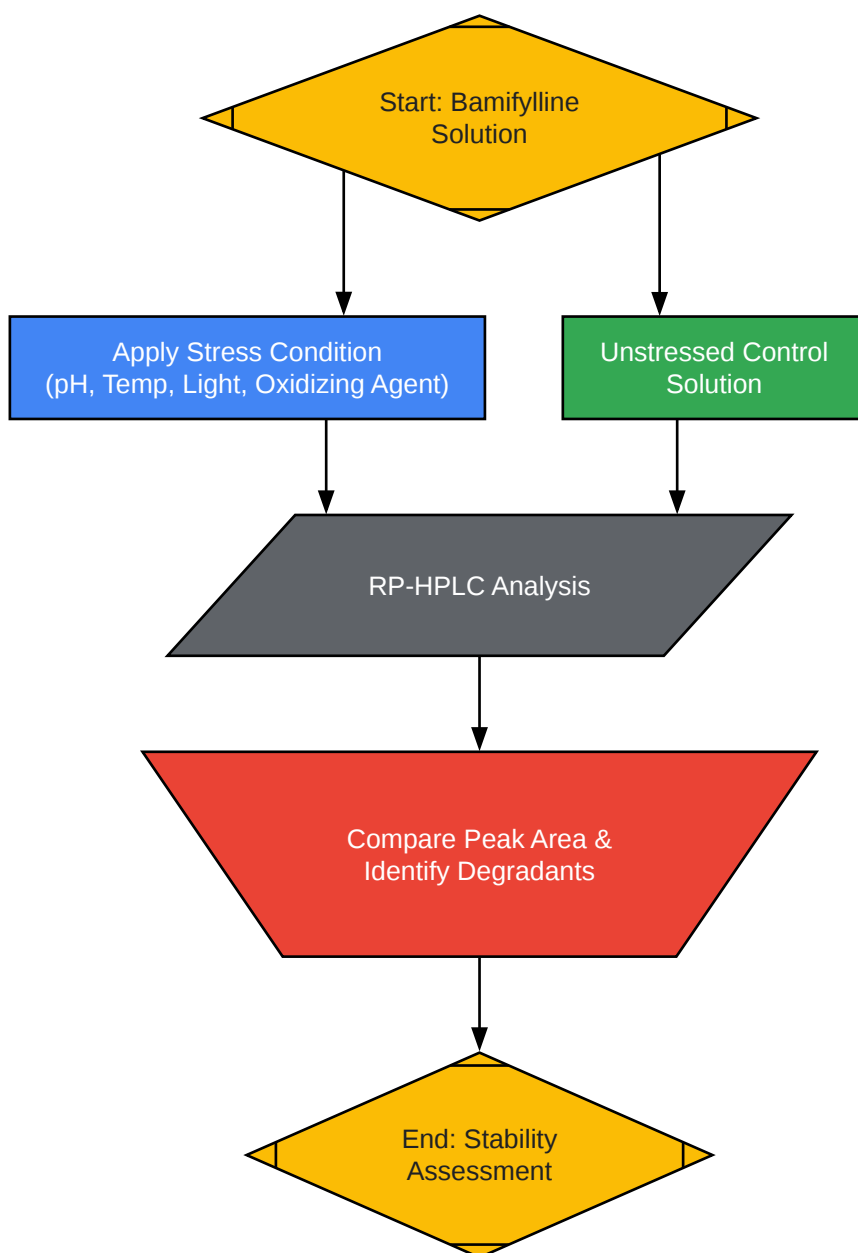 Start: Bamifylline
Solution
Apply Stress Condition
(pH, Temp, Light, Oxidizing Agent)
Unstressed Control
Solution
RP-HPLC Analysis
Compare Peak Area &
Identify Degradants
End: Stability
Assessment